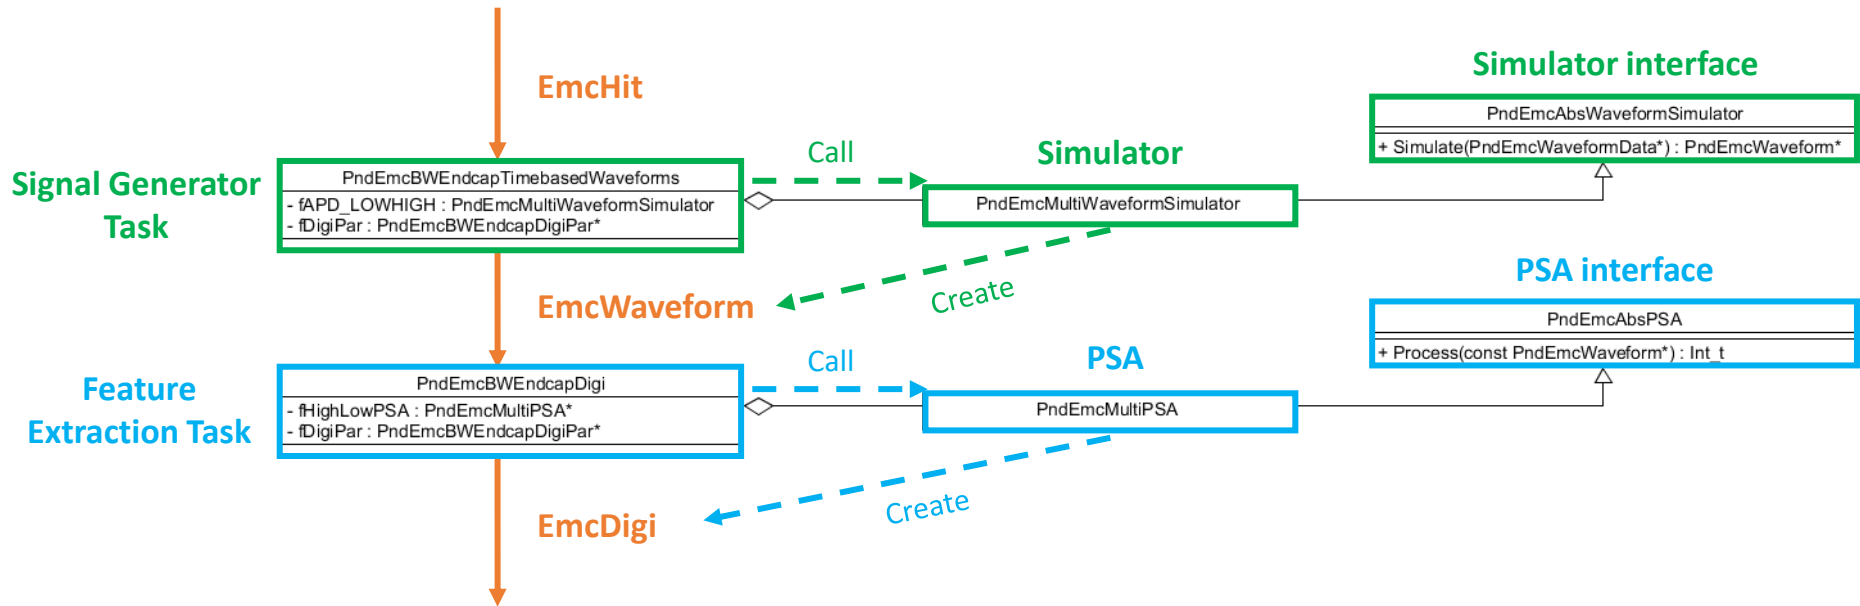 EmcHit
Simulator interface
PndEmcAbsWaveformSimulator
+ Simulate(PndEmcWaveformData*) : PndEmcWaveform*
Signal Generator
Task
PndEmcBWEndcapTimebasedWaveforms
- fAPD_LOWHIGH : PndEmcMultiWaveformSimulator
- fDigiPar : PndEmcBWEndcapDigiPar*
Call
Simulator
PndEmcMultiWaveformSimulator
Create
EmcWaveform
PSA interface
PndEmcAbsPSA
+ Process(const PndEmcWaveform*) : Int_t
Feature
Extraction Task
PndEmcBWEndcapDigi
- fHighLowPSA : PndEmcMultiPSA*
- fDigiPar : PndEmcBWEndcapDigiPar*
Call
PSA
PndEmcMultiPSA
Create
EmcDigi